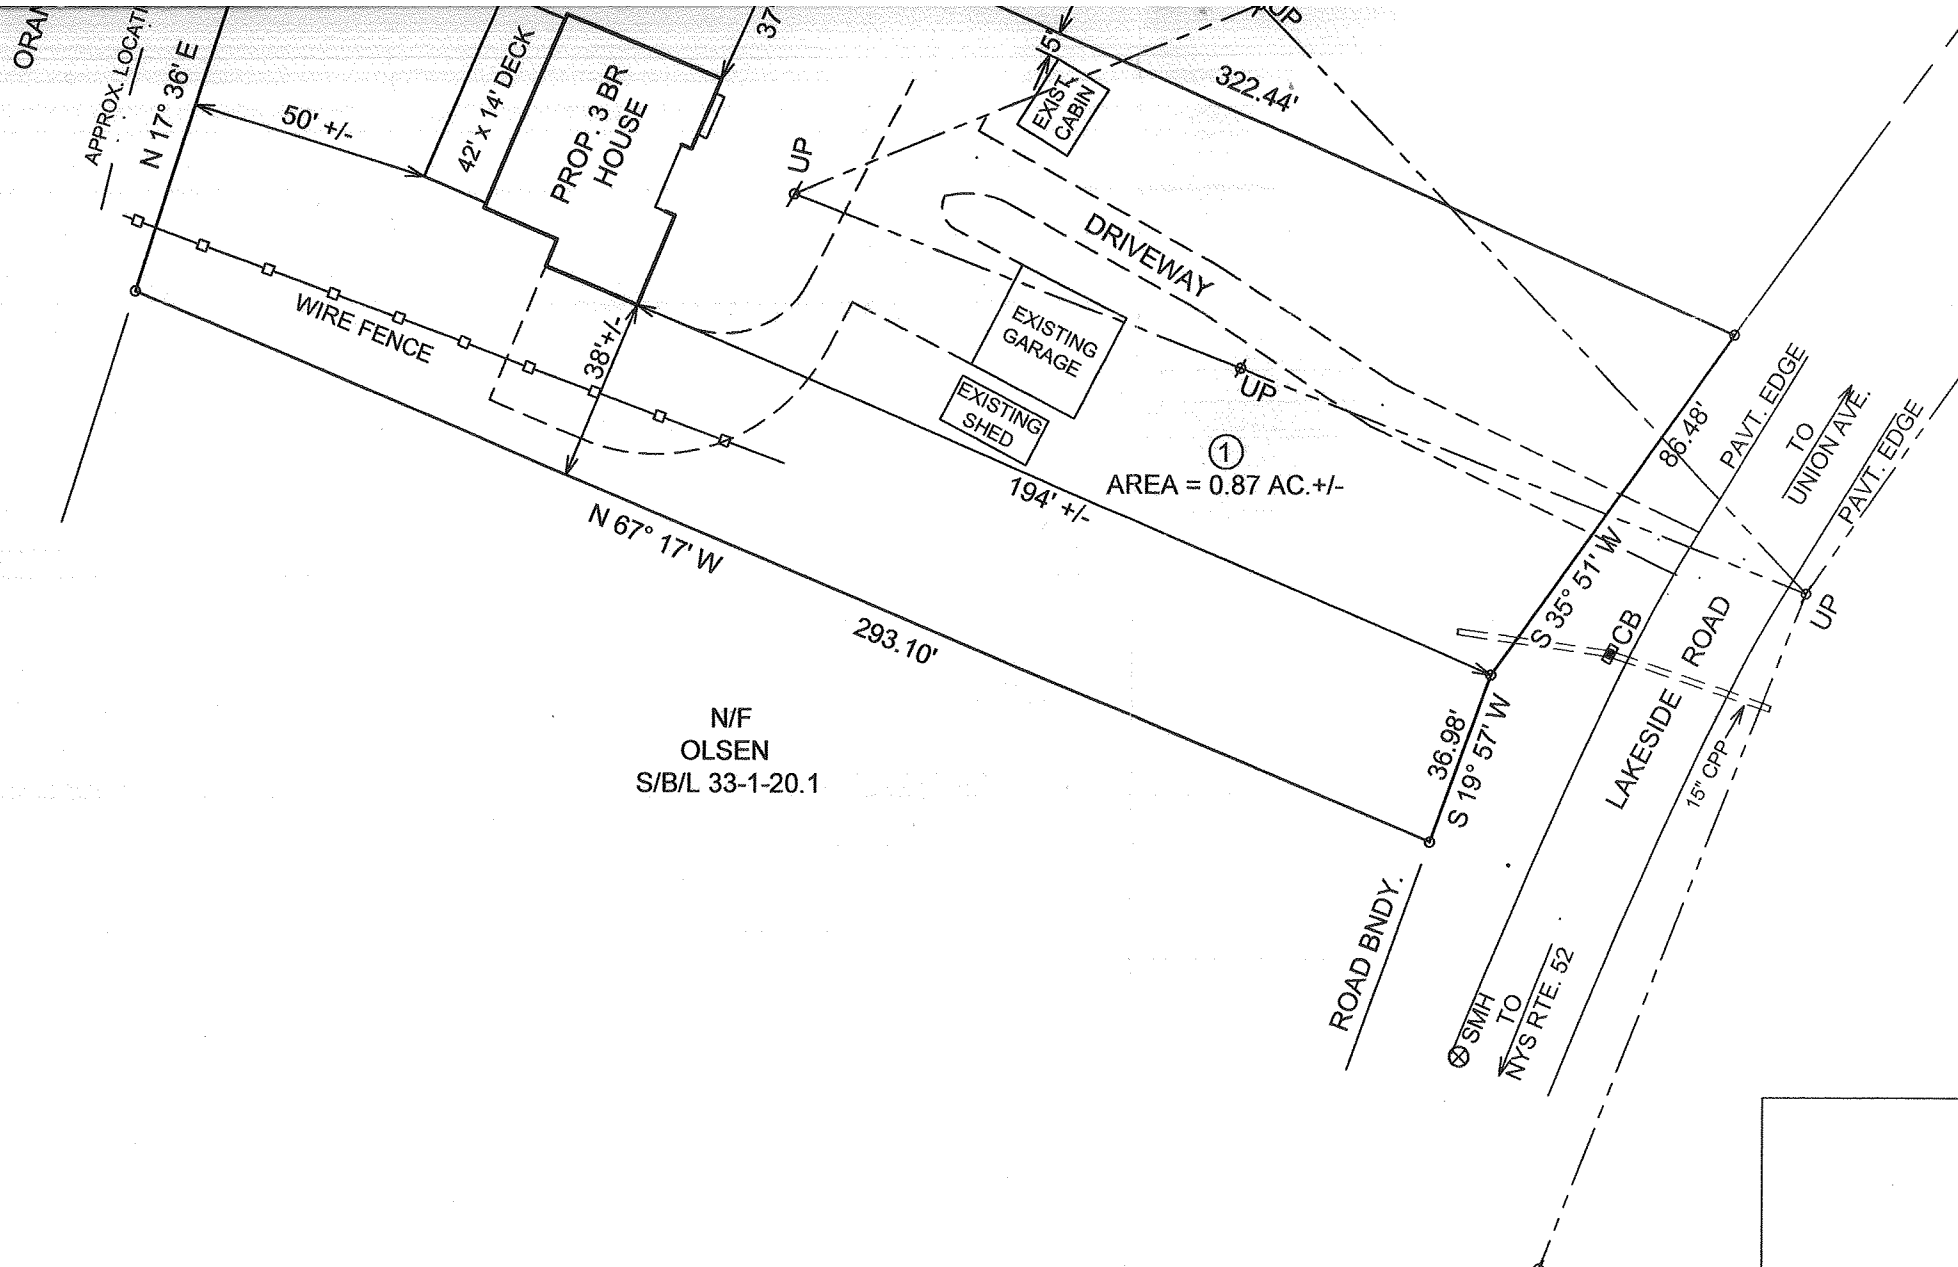 ORAN
APPROX. LOCATI
N 17° 36' E
50' +/-
42' x 14' DECK
PROP. 3 BR
HOUSE
37
UP
15'
EXIST.
CABIN
UP
322.44'
DRIVEWAY
WIRE FENCE
38'+/-
EXISTING
GARAGE
EXISTING
SHED
UP
1
AREA = 0.87 AC.+/-
194' +/-
N 67° 17' W
293.10'
86.48'
S 35° 51' W
PAVT. EDGE
TO
UNION AVE.
PAVT. EDGE
UP
CB
LAKESIDE ROAD
15" CPP
36.98'
S 19° 57' W
N/F
OLSEN
S/B/L 33-1-20.1
ROAD BNDY.
SMH
TO
NYS RTE. 52